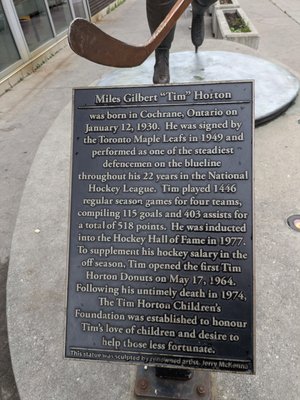 Miles Gilbert "Tim" Horton
was born in Cochrane, Ontario on
January 12, 1930. He was signed by
the Toronto Maple Leafs in 1949 and
performed as one of the steadiest
defencemen on the blueline
throughout his 22 years in the National
Hockey League. Tim played 1446
regular season games for four teams,
compiling 115 goals and 403 assists for
a total of 518 points. He was inducted
into the Hockey Hall of Fame in 1977.
To supplement his hockey salary in the
off season, Tim opened the first Tim
Horton Donuts on May 17, 1964.
Following his untimely death in 1974,
The Tim Horton Children's
Foundation was established to honour
Tim's love of children and desire to
help those less fortunate.
This statue was sculpted by renowned artist, Jerry McKenna